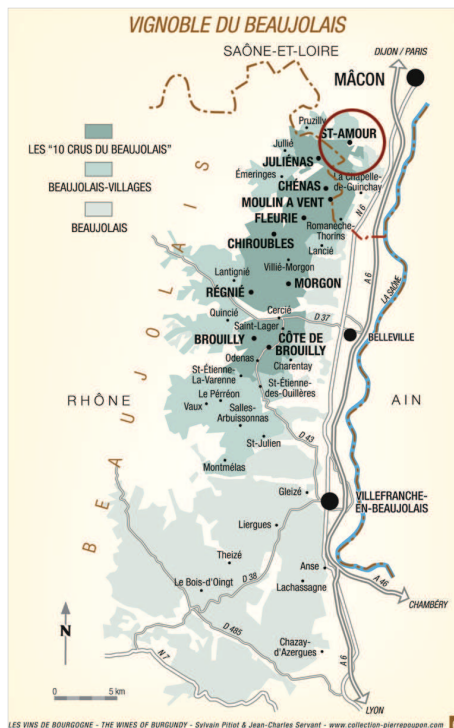 VIGNOBLE DU BEAUJOLAIS
SAÔNE-ET-LOIRE
DIJON / PARIS
MÂCON
Pruzilly
ST-AMOUR
LES "10 CRUS DU BEAUJOLAIS"
Jullié
JULIÉNAS
Émeringes
CHÉNAS
La Chapelle-
de-Guinchay
BEAUJOLAIS-VILLAGES
MOULIN A VENT
N 6
FLEURIE
Romanèche-
Thorins
BEAUJOLAIS
CHIROUBLES
Lancié
Villié-Morgon
A 6
LA SAÔNE
Lantignié
MORGON
RÉGNIÉ
Quincié
Cercié
D 37
Saint-Lager
BELLEVILLE
BROUILLY
CÔTE DE
BROUILLY
Odenas
Charentay
St-Étienne-
La-Varenne
St-Étienne-
des-Ouillères
Le Pérréon
RHÔNE
AIN
Vaux
Salles-
Arbuissonnas
D 43
St-Julien
Montmélas
BEAUJOLAIS
Gleizé
VILLEFRANCHE-
EN-BEAUJOLAIS
Liergues
Theizé
Anse
A 46
Le Bois-d'Oingt
D 38
Lachassagne
CHAMBÉRY
N
D 485
Chazay-
d'Azergues
N 7
A 6
0 5 km
LYON
LES VINS DE BOURGOGNE - THE WINES OF BURGUNDY - Sylvain Pitiot & Jean-Charles Servant - www.collection-pierrepoupon.com